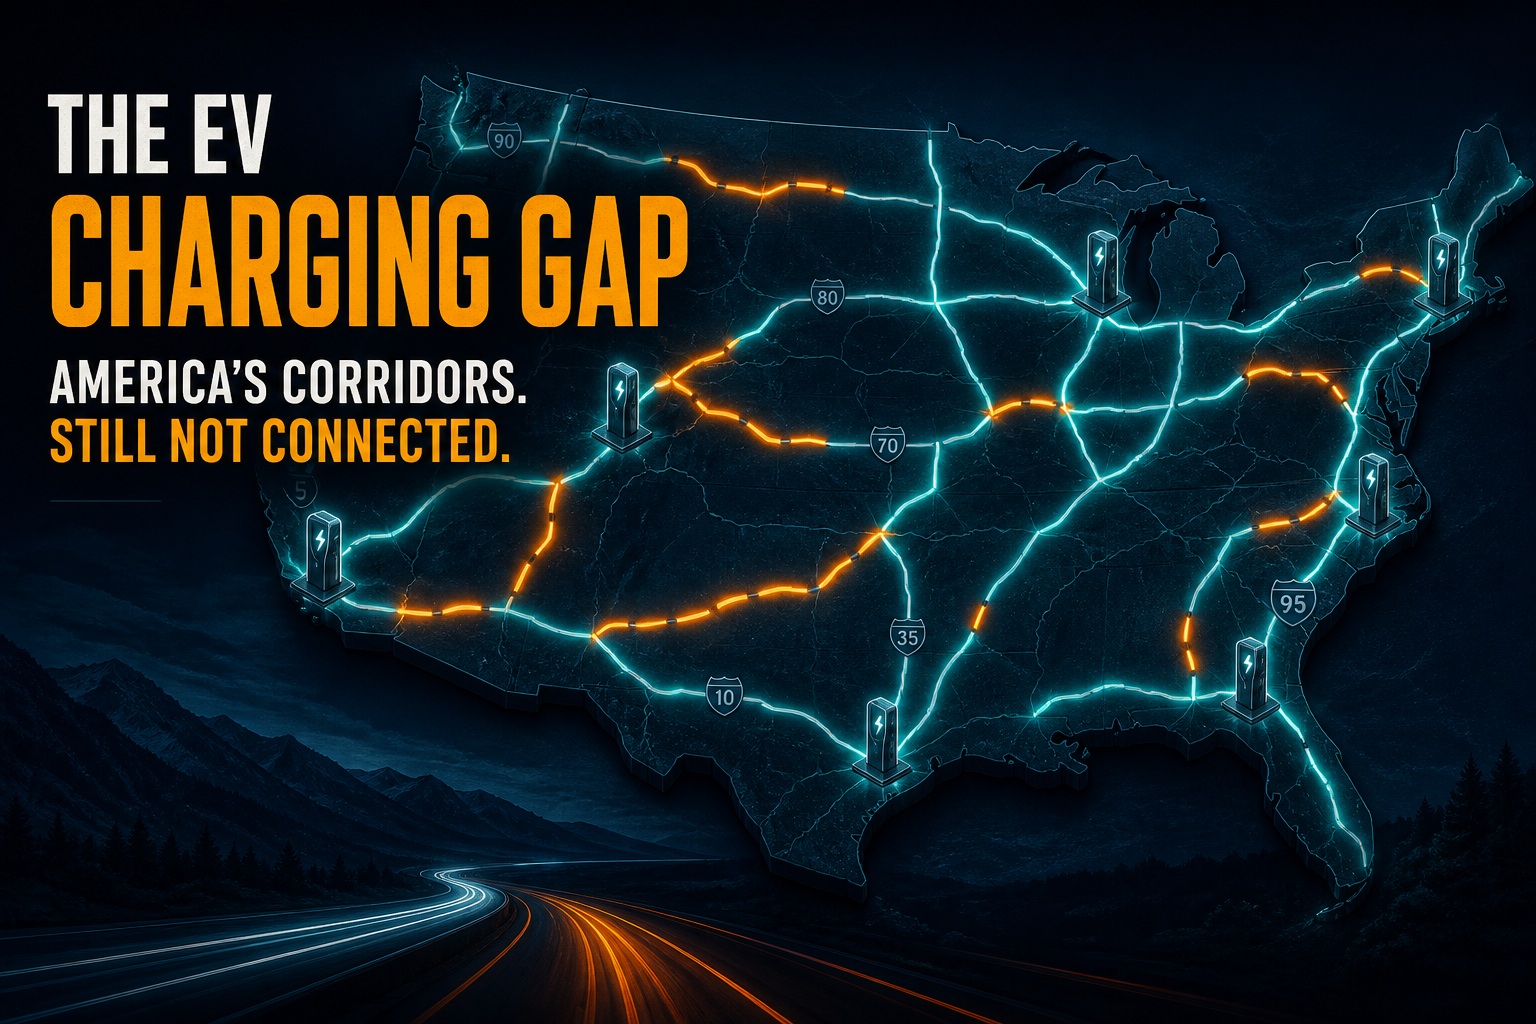 THE EV
CHARGING GAP
AMERICA'S CORRIDORS.
STILL NOT CONNECTED.
90
80
70
5
35
95
10